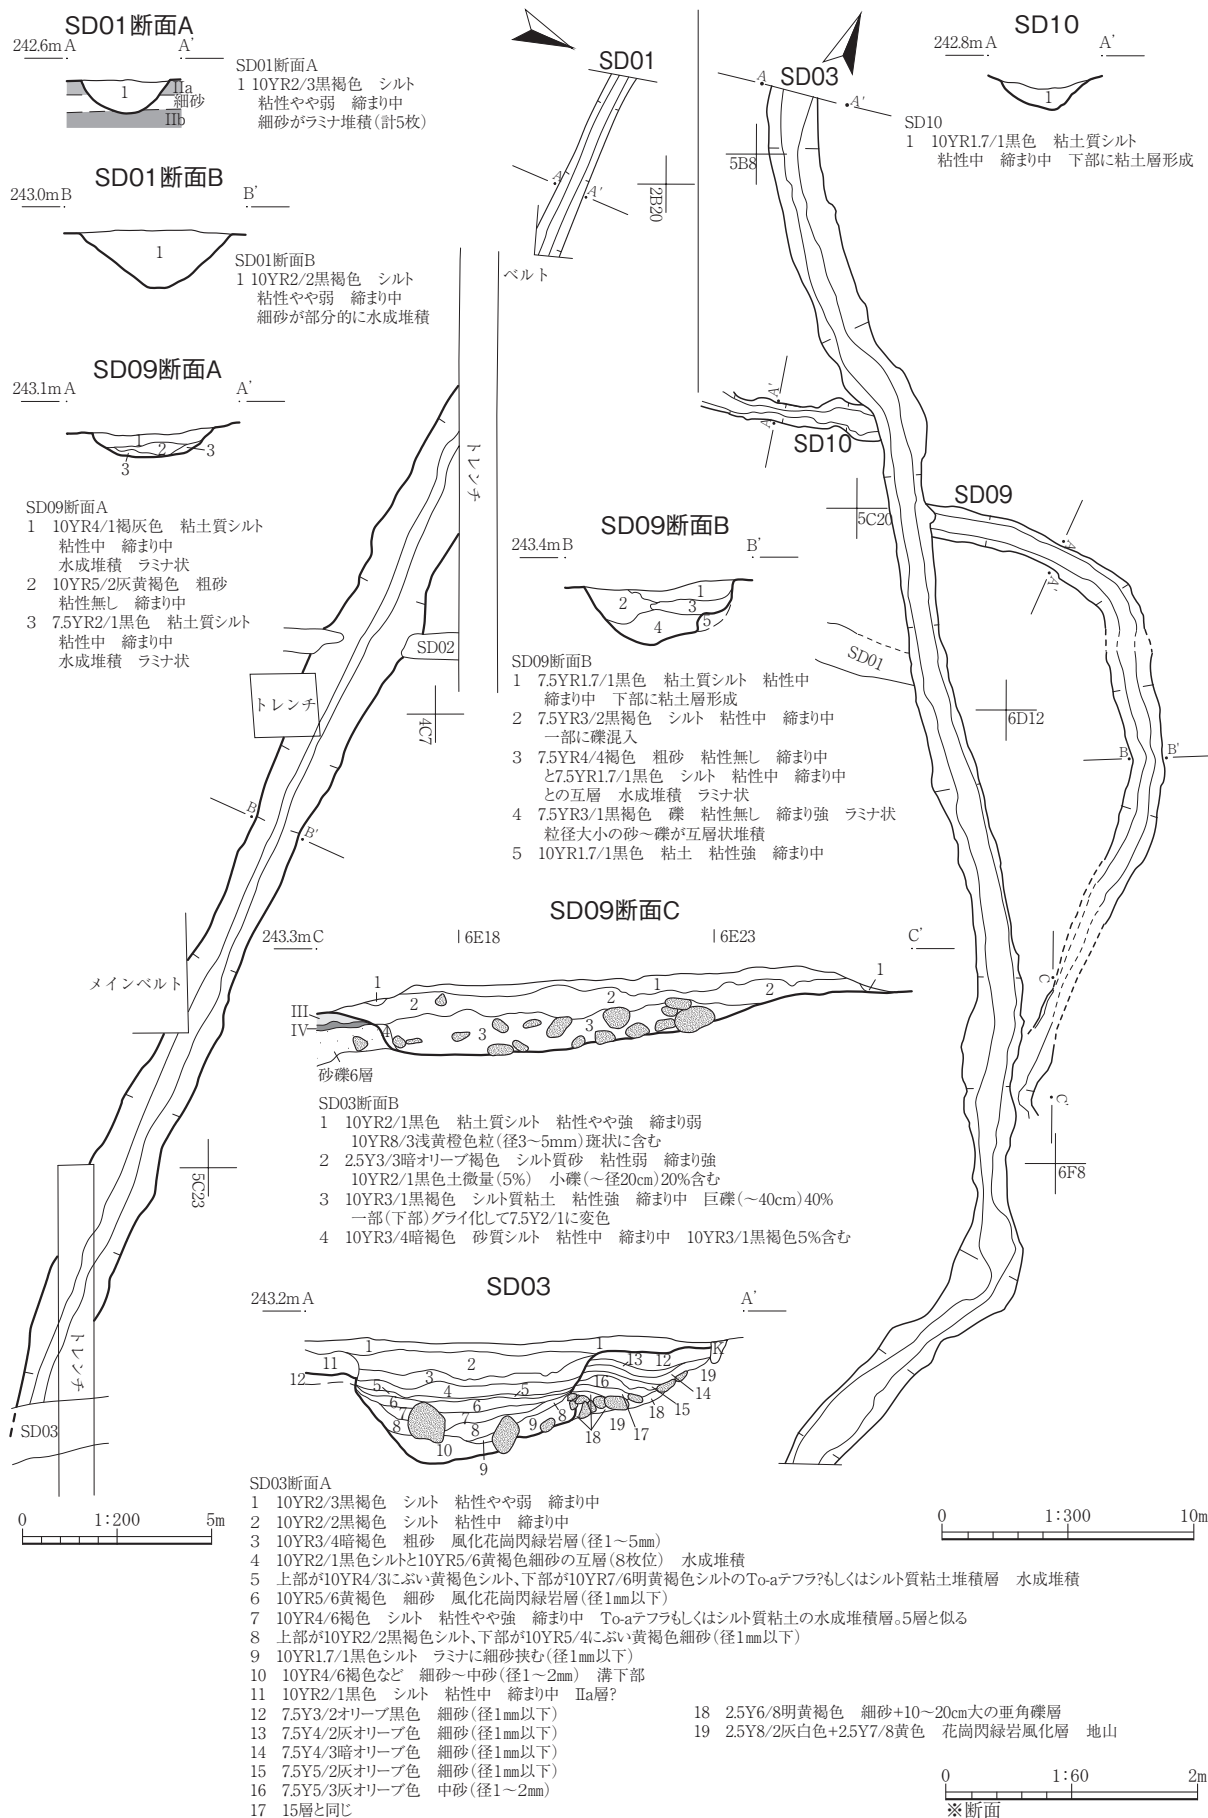 SD01断面A
242.6m A A'
1
IIa
細砂
IIb
SD01断面A
1 10YR2/3黒褐色 シルト
粘性やや弱 締まり中
細砂がラミナ堆積(計5枚)
SD01断面B
243.0m B B'
1
SD01断面B
1 10YR2/2黒褐色 シルト
粘性やや弱 締まり中
細砂が部分的に水成堆積
SD09断面A
243.1m A A'
1
2 3
3
SD09断面A
1 10YR4/1褐灰色 粘土質シルト
粘性中 締まり中
水成堆積 ラミナ状
2 10YR5/2灰黄褐色 粗砂
粘性無し 締まり中
3 7.5YR2/1黒色 粘土質シルト
粘性中 締まり中
水成堆積 ラミナ状
SD01
A
A'
2B20
ベルト
トレンチ
SD02
トレンチ
4C7
B
B'
メインベルト
5C23
トレンチ
SD03
SD03
A
A'
5B8
SD10
242.8m A A'
1
SD10
1 10YR1.7/1黒色 粘土質シルト
粘性中 締まり中 下部に粘土層形成
A'
A
SD10
SD09
5C20
A
A'
SD01
6D12
B B'
C
C'
6F8
SD09断面B
243.4m B B'
1
2 3
4 5
SD09断面B
1 7.5YR1.7/1黒色 粘土質シルト 粘性中
締まり中 下部に粘土層形成
2 7.5YR3/2黒褐色 シルト 粘性中 締まり中
一部に礫混入
3 7.5YR4/4褐色 粗砂 粘性無し 締まり中
と7.5YR1.7/1黒色 シルト 粘性中 締まり中
との互層 水成堆積 ラミナ状
4 7.5YR3/1黒褐色 礫 粘性無し 締まり強 ラミナ状
粒径大小の砂～礫が互層状堆積
5 10YR1.7/1黒色 粘土 粘性強 締まり中
SD09断面C
243.3m C 6E18 6E23 C'
1 1 1
2 2 2
III
IV
4 3 3
砂礫6層
SD03断面B
1 10YR2/1黒色 粘土質シルト 粘性やや強 締まり弱
10YR8/3浅黄橙色粒(径3～5mm)斑状に含む
2 2.5Y3/3暗オリーブ褐色 シルト質砂 粘性弱 締まり強
10YR2/1黒色土微量(5%) 小礫(～径20cm)20%含む
3 10YR3/1黒褐色 シルト質粘土 粘性強 締まり中 巨礫(～40cm)40%
一部(下部)グライ化して7.5Y2/1に変色
4 10YR3/4暗褐色 砂質シルト 粘性中 締まり中 10YR3/1黒褐色5%含む
SD03
243.2m A A'
1 1
11 2 13 12 K
12 3 16 19
5 4 5 14
6 6 15
7 7 8 18
8 8 9 18 19 17
10
9
SD03断面A
1 10YR2/3黒褐色 シルト 粘性やや弱 締まり中
2 10YR2/2黒褐色 シルト 粘性中 締まり中
3 10YR3/4暗褐色 粗砂 風化花崗閃緑岩層(径1～5mm)
4 10YR2/1黒色シルトと10YR5/6黄褐色細砂の互層(8枚位) 水成堆積
5 上部が10YR4/3にぶい黄褐色シルト、下部が10YR7/6明黄褐色シルトのTo-aテフラ?もしくはシルト質粘土堆積層 水成堆積
6 10YR5/6黄褐色 細砂 風化花崗閃緑岩層(径1mm以下)
7 10YR4/6褐色 シルト 粘性やや強 締まり中 To-aテフラもしくはシルト質粘土の水成堆積層。5層と似る
8 上部が10YR2/2黒褐色シルト、下部が10YR5/4にぶい黄褐色細砂(径1mm以下)
9 10YR1.7/1黒色シルト ラミナに細砂挟む(径1mm以下)
10 10YR4/6褐色など 細砂～中砂(径1～2mm) 溝下部
11 10YR2/1黒色 シルト 粘性中 締まり中 IIa層?
12 7.5Y3/2オリーブ黒色 細砂(径1mm以下)
13 7.5Y4/2灰オリーブ色 細砂(径1mm以下)
14 7.5Y4/3暗オリーブ色 細砂(径1mm以下)
15 7.5Y5/2灰オリーブ色 細砂(径1mm以下)
16 7.5Y5/3灰オリーブ色 中砂(径1～2mm)
17 15層と同じ
18 2.5Y6/8明黄褐色 細砂+10～20cm大の亜角礫層
19 2.5Y8/2灰白色+2.5Y7/8黄色 花崗閃緑岩風化層 地山
0 1:200 5m
0 1:300 10m
0 1:60 2m
※断面